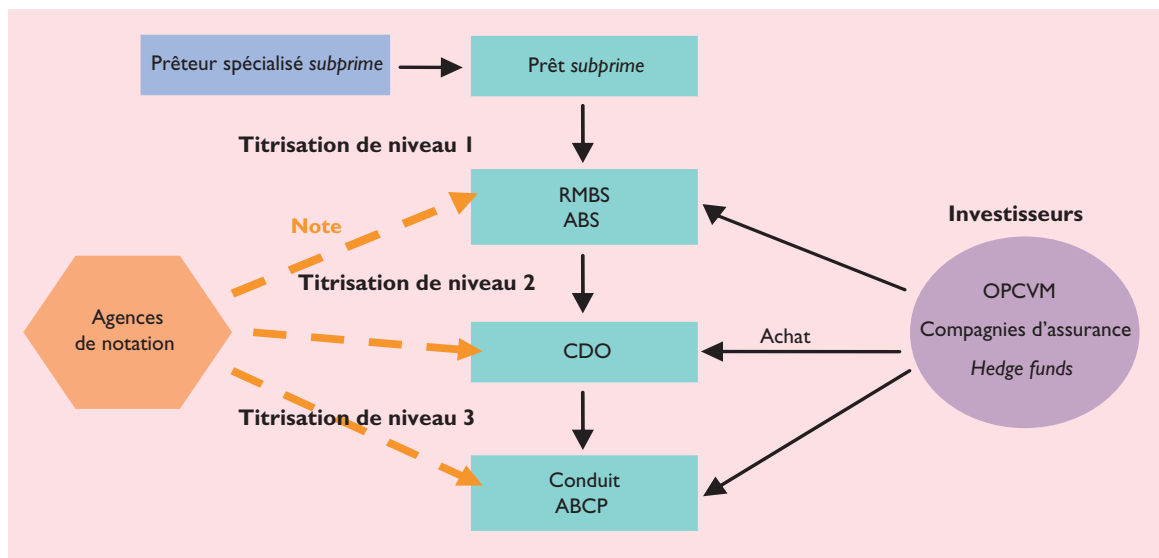 Prêteur spécialisé subprime
Prêt subprime
Titrisation de niveau 1
RMBS
ABS
Note
Investisseurs
Titrisation de niveau 2
OPCVM
Agences
de notation
Compagnies d'assurance
Achat
CDO
Hedge funds
Titrisation de niveau 3
Conduit
ABCP